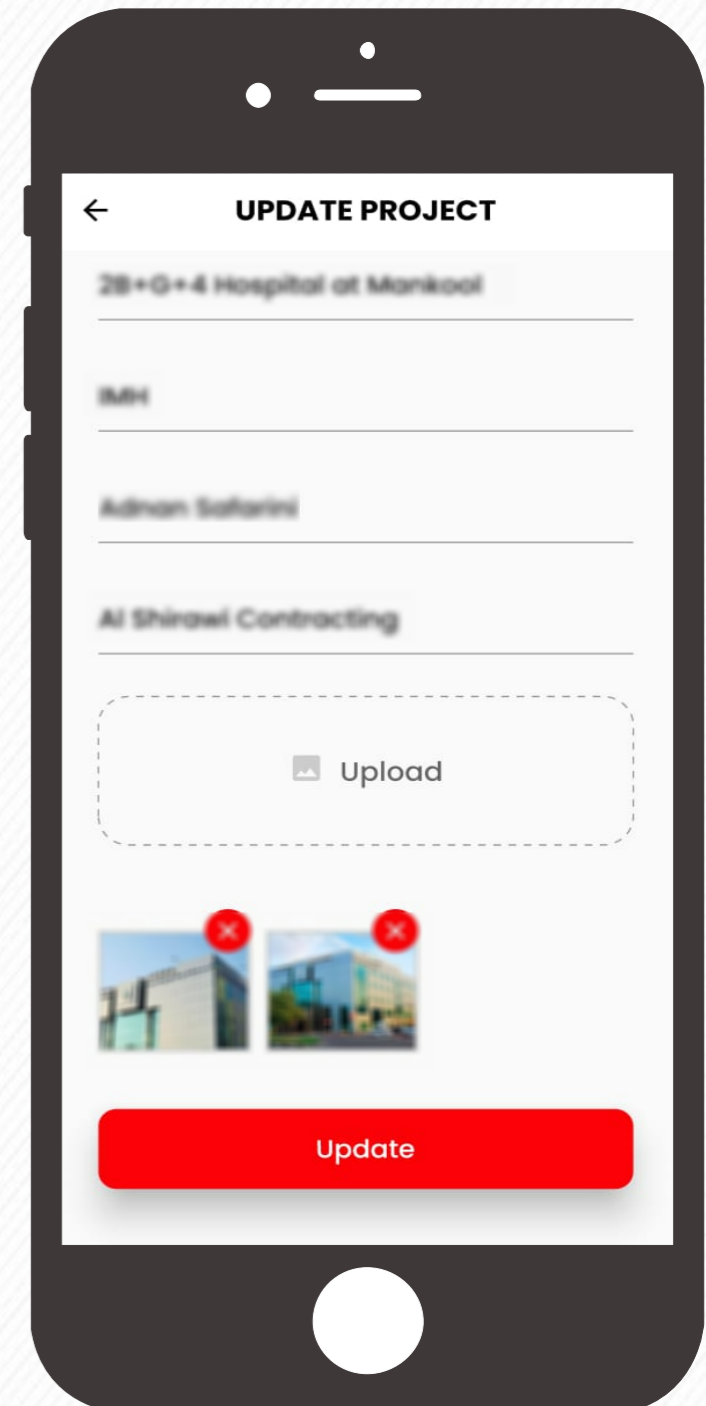 UPDATE PROJECT
2B+G+4 Hospital at Mankool
IMH
Adnan Safarini
Al Shirawi Contracting
Upload
Update